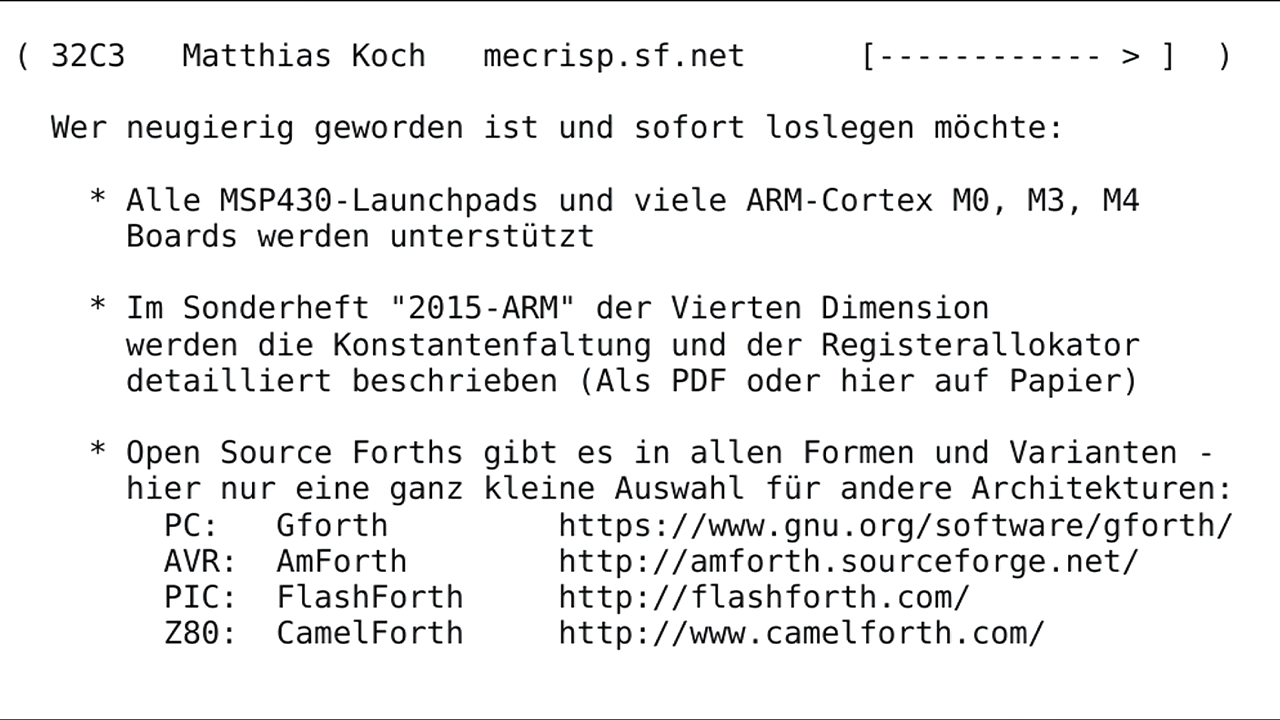 ( 32C3   Matthias Koch   mecrisp.sf.net      [------------ > ]  )
Wer neugierig geworden ist und sofort loslegen möchte:
* Alle MSP430-Launchpads und viele ARM-Cortex M0, M3, M4
Boards werden unterstützt
* Im Sonderheft "2015-ARM" der Vierten Dimension
werden die Konstantenfaltung und der Registerallokator
detailliert beschrieben (Als PDF oder hier auf Papier)
* Open Source Forths gibt es in allen Formen und Varianten -
hier nur eine ganz kleine Auswahl für andere Architekturen:
PC:   Gforth         https://www.gnu.org/software/gforth/
AVR:  AmForth        http://amforth.sourceforge.net/
PIC:  FlashForth     http://flashforth.com/
Z80:  CamelForth     http://www.camelforth.com/